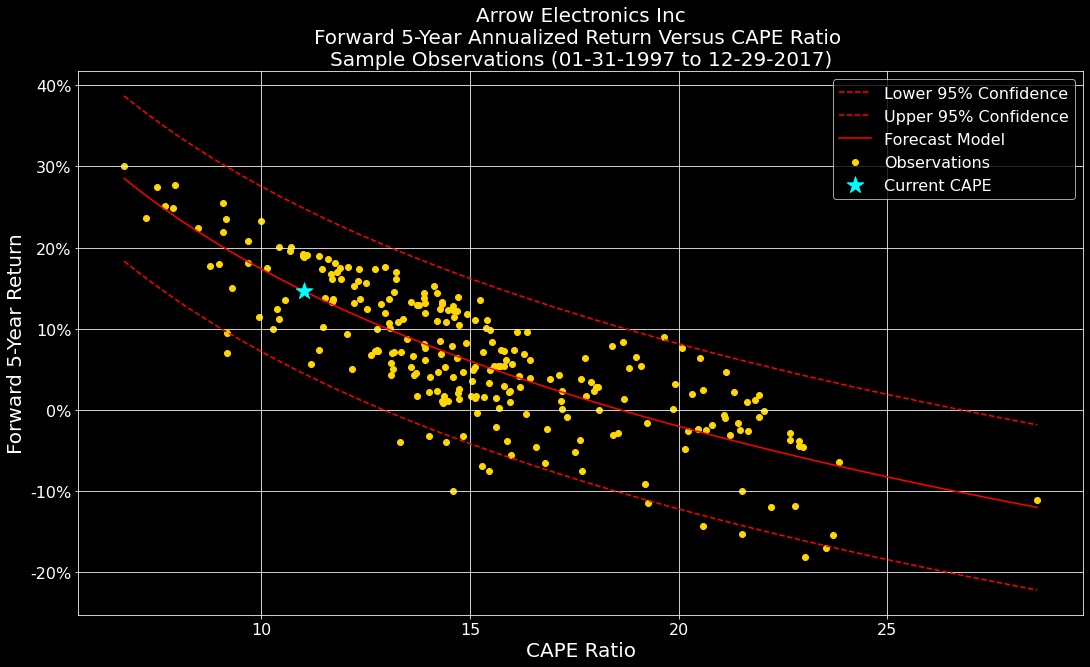 Arrow Electronics Inc
Forward 5-Year Annualized Return Versus CAPE Ratio
Sample Observations (01-31-1997 to 12-29-2017)
Lower 95% Confidence
Upper 95% Confidence
Forecast Model
Observations
Current CAPE
40%
30%
20%
10%
0%
-10%
-20%
Forward 5-Year Return
10
15
20
25
CAPE Ratio